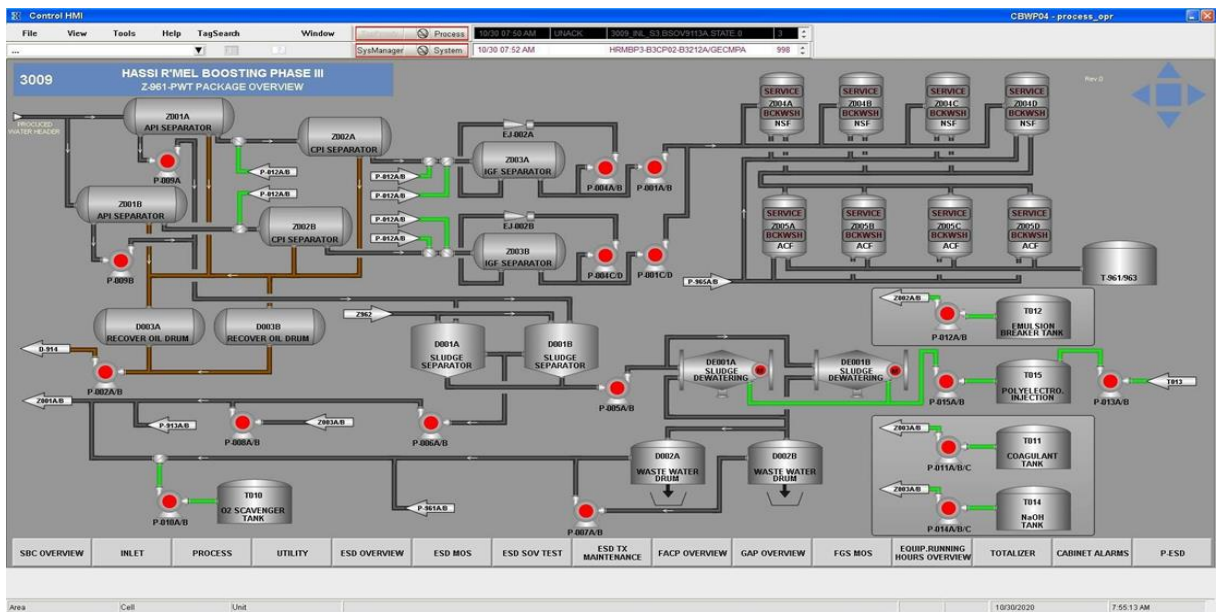 Control HMI
CBWP04 - process_opr
File View Tools Help TagSearch Window
Process 10/30 07:50 AM UNACK 3009_INL_S3.BSOV9113A.STATE:0 3
...
SysManager System 10/30 07:52 AM HRMBP3-B3CP02-B3212A/GECMPA 998
3009
HASSI R'MEL BOOSTING PHASE III
Z-961-PWT PACKAGE OVERVIEW
Rev.0
PROCUCED
WATER HEADER
Z001A
API SEPARATOR
P-009A
Z002A
CPI SEPARATOR
P-012A/B
P-012A/B
Z001B
API SEPARATOR
P-009B
Z002B
CPI SEPARATOR
P-012A/B
P-012A/B
P-012A/B
P-012A/B
EJ-002A
Z003A
IGF SEPARATOR
P-004A/B
P-001A/B
EJ-002B
Z003B
IGF SEPARATOR
P-004C/D
P-001C/D
SERVICE
Z004A
BCKWSH
NSF
SERVICE
Z004B
BCKWSH
NSF
SERVICE
Z004C
BCKWSH
NSF
SERVICE
Z004D
BCKWSH
NSF
SERVICE
Z005A
BCKWSH
ACF
SERVICE
Z005B
BCKWSH
ACF
SERVICE
Z005C
BCKWSH
ACF
SERVICE
Z005D
BCKWSH
ACF
P-965A/B
T-961/963
D003A
RECOVER OIL DRUM
D003B
RECOVER OIL DRUM
Z962
D001A
SLUDGE
SEPARATOR
D001B
SLUDGE
SEPARATOR
D-914
P-002A/B
P-005A/B
DE001A
SLUDGE
DEWATERING
DE001B
SLUDGE
DEWATERING
Z002A/B
P-012A/B
T012
EMULSION
BREAKER TANK
P-015A/B
T015
POLYELECTRO.
INJECTION
P-013A/B
T013
Z001A/B
P-913A/B
P-008A/B
Z003A/B
P-006A/B
D002A
WASTE WATER
DRUM
D002B
WASTE WATER
DRUM
Z003A/B
P-011A/B/C
T011
COAGULANT
TANK
Z003A/B
P-014A/B/C
T014
NaOH
TANK
P-010A/B
T010
O2 SCAVENGER
TANK
P-961A/B
P-007A/B
SBC OVERVIEW
INLET
PROCESS
UTILITY
ESD OVERVIEW
ESD MOS
ESD SOV TEST
ESD TX
MAINTENANCE
FACP OVERVIEW
GAP OVERVIEW
FGS MOS
EQUIP.RUNNING
HOURS OVERVIEW
TOTALIZER
CABINET ALARMS
P-ESD
Area Cell Unit 10/30/2020 7:55:13 AM